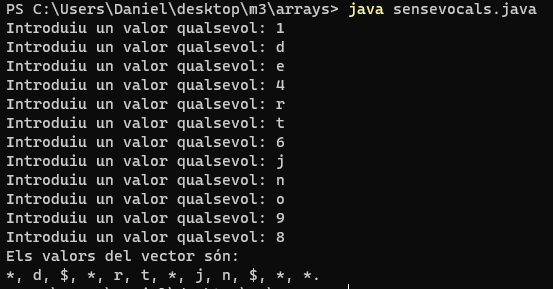 PS C:\Users\Daniel\desktop\m3\arrays> java sensevocals.java
Introduiu un valor qualsevol: 1
Introduiu un valor qualsevol: d
Introduiu un valor qualsevol: e
Introduiu un valor qualsevol: 4
Introduiu un valor qualsevol: r
Introduiu un valor qualsevol: t
Introduiu un valor qualsevol: 6
Introduiu un valor qualsevol: j
Introduiu un valor qualsevol: n
Introduiu un valor qualsevol: o
Introduiu un valor qualsevol: 9
Introduiu un valor qualsevol: 8
Els valors del vector són:
*, d, $, *, r, t, *, j, n, $, *, *.